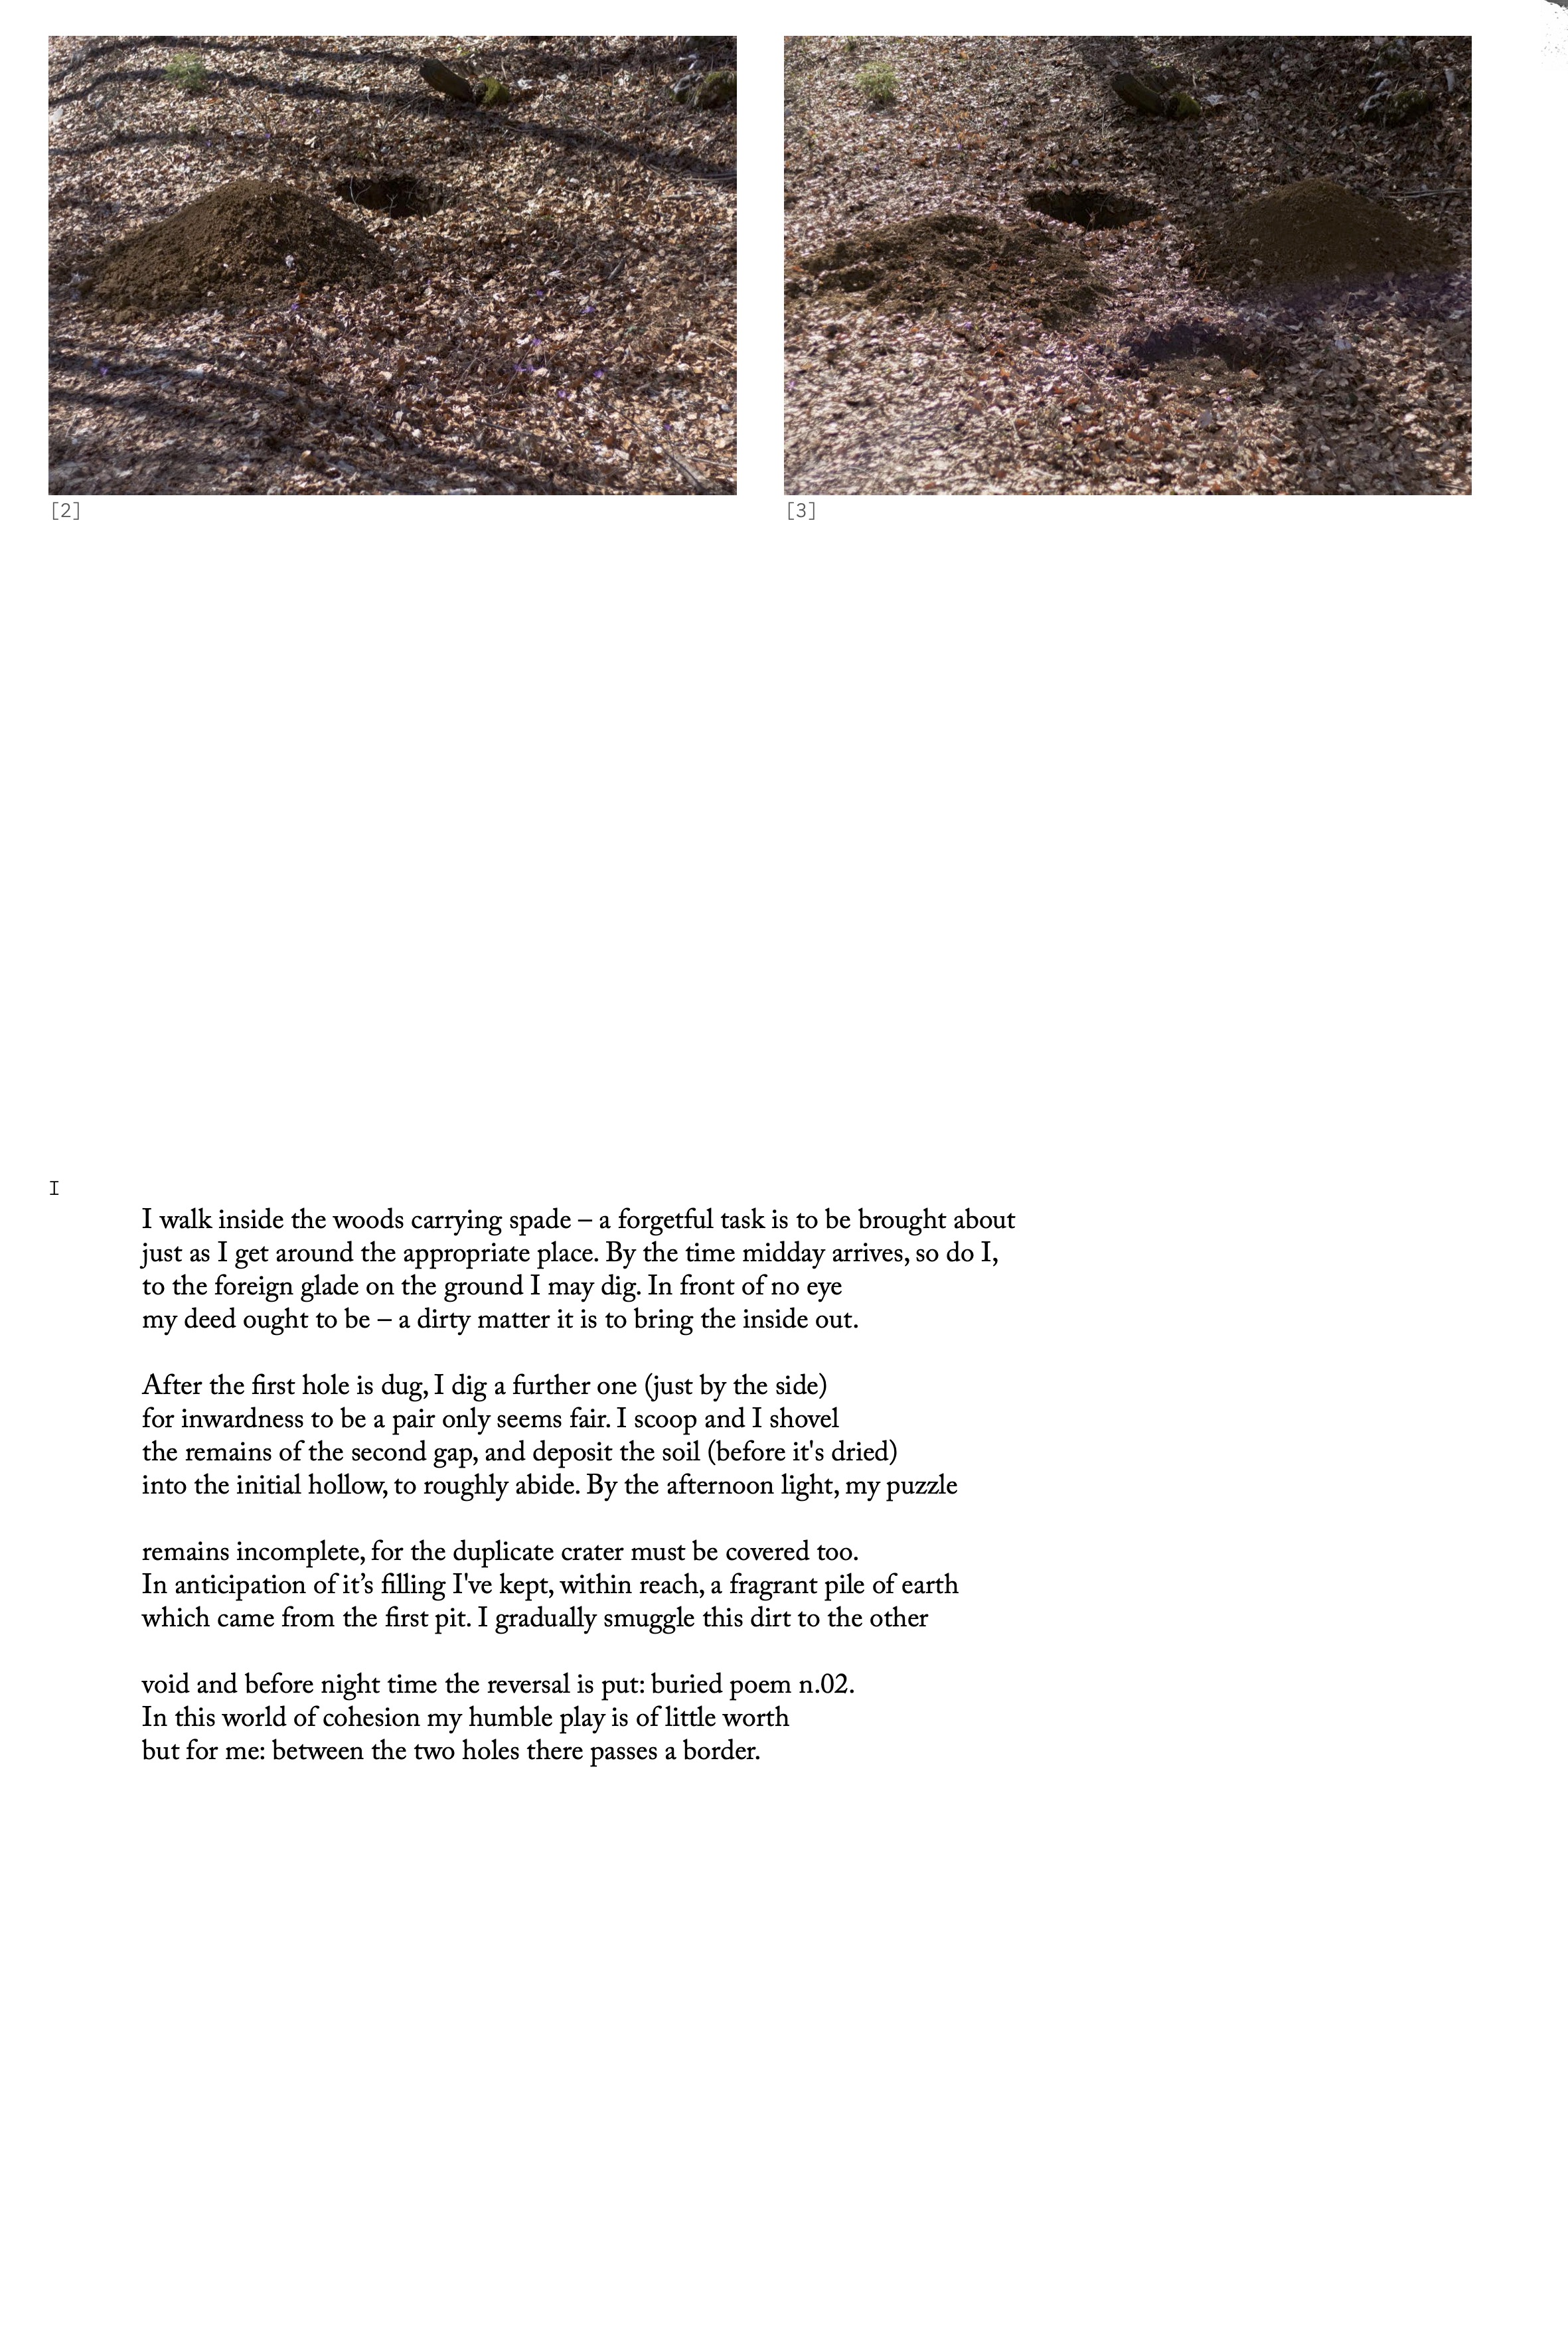 [2]
[3]
I
I walk inside the woods carrying spade – a forgetful task is to be brought about
just as I get around the appropriate place. By the time midday arrives, so do I,
to the foreign glade on the ground I may dig. In front of no eye
my deed ought to be – a dirty matter it is to bring the inside out.
After the first hole is dug, I dig a further one (just by the side)
for inwardness to be a pair only seems fair. I scoop and I shovel
the remains of the second gap, and deposit the soil (before it's dried)
into the initial hollow, to roughly abide. By the afternoon light, my puzzle
remains incomplete, for the duplicate crater must be covered too.
In anticipation of it’s filling I've kept, within reach, a fragrant pile of earth
which came from the first pit. I gradually smuggle this dirt to the other
void and before night time the reversal is put: buried poem n.02.
In this world of cohesion my humble play is of little worth
but for me: between the two holes there passes a border.